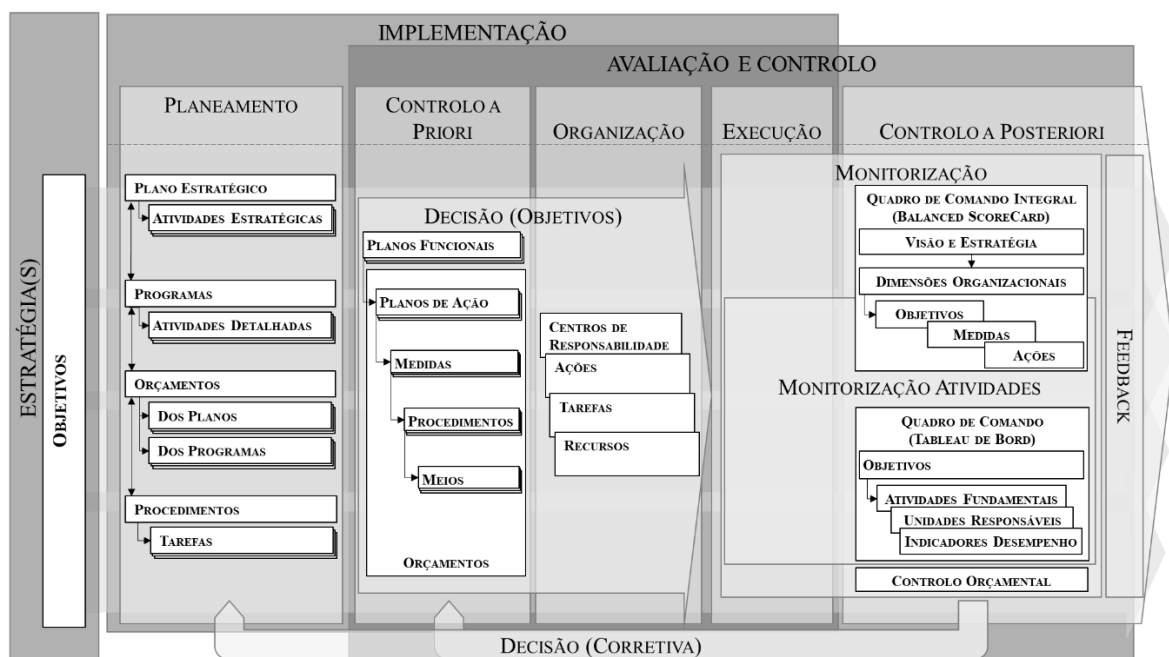 IMPLEMENTAÇÃO
AVALIAÇÃO E CONTROLO
ESTRATÉGIA(S)
OBJETIVOS
PLANEAMENTO
PLANO ESTRATÉGICO
ATIVIDADES ESTRATÉGICAS
PROGRAMAS
ATIVIDADES DETALHADAS
ORÇAMENTOS
DOS PLANOS
DOS PROGRAMAS
PROCEDIMENTOS
TAREFAS
CONTROLO A
PRIORI
DECISÃO (OBJETIVOS)
PLANOS FUNCIONAIS
PLANOS DE AÇÃO
MEDIDAS
PROCEDIMENTOS
MEIOS
ORÇAMENTOS
ORGANIZAÇÃO
CENTROS DE
RESPONSABILIDADE
AÇÕES
TAREFAS
RECURSOS
EXECUÇÃO
CONTROLO A POSTERIORI
MONITORIZAÇÃO
QUADRO DE COMANDO INTEGRAL
(BALANCED SCORECARD)
VISÃO E ESTRATÉGIA
DIMENSÕES ORGANIZACIONAIS
OBJETIVOS
MEDIDAS
AÇÕES
MONITORIZAÇÃO ATIVIDADES
QUADRO DE COMANDO
(TABLEAU DE BORD)
OBJETIVOS
ATIVIDADES FUNDAMENTAIS
UNIDADES RESPONSÁVEIS
INDICADORES DESEMPENHO
CONTROLO ORÇAMENTAL
FEEDBACK
DECISÃO (CORRETIVA)